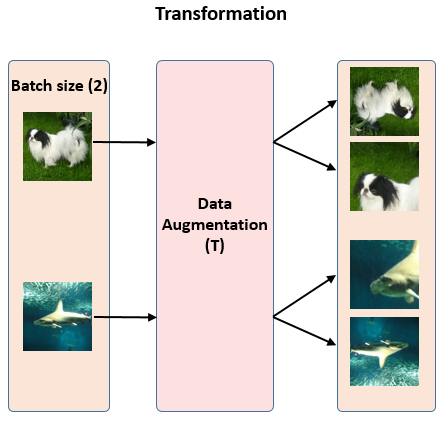 Transformation
Batch size (2)
Data
Augmentation
(T)